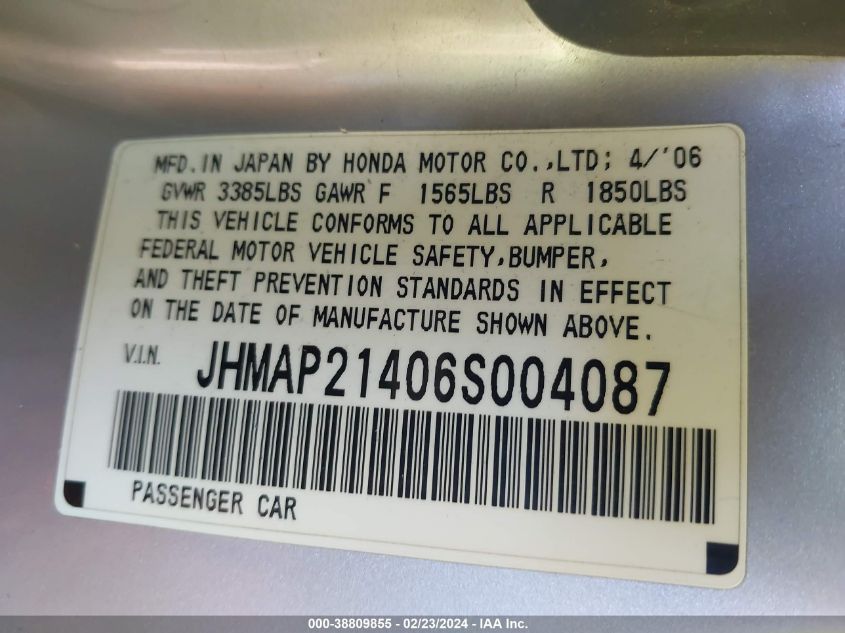 MFD. IN JAPAN BY HONDA MOTOR CO.,LTD; 4/'06
GVWR 3385LBS GAWR F 1565LBS R 1850LBS
THIS VEHICLE CONFORMS TO ALL APPLICABLE
FEDERAL MOTOR VEHICLE SAFETY,BUMPER,
AND THEFT PREVENTION STANDARDS IN EFFECT
ON THE DATE OF MANUFACTURE SHOWN ABOVE.
V.I.N. JHMAP21406S004087
PASSENGER CAR
000-38809855 - 02/23/2024 - IAA Inc.